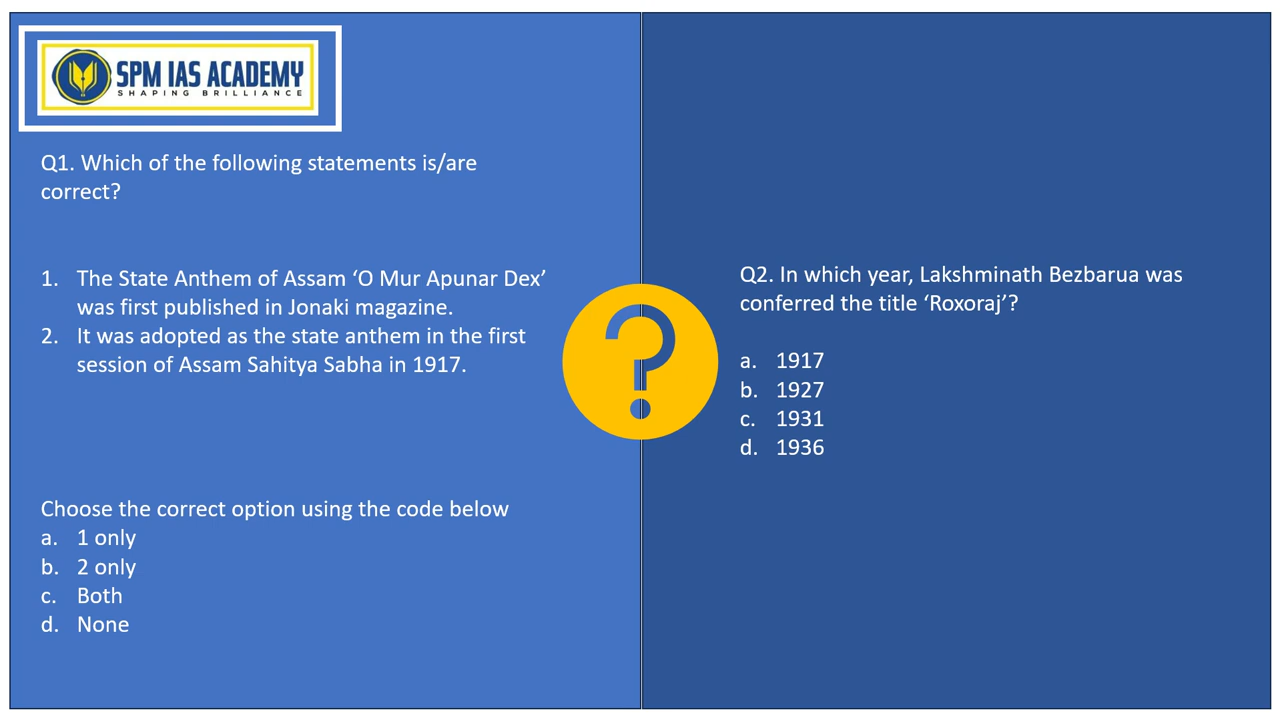 SPM IAS ACADEMY
SHAPING BRILLIANCE
Q1. Which of the following statements is/are
correct?
1. The State Anthem of Assam ‘O Mur Apunar Dex’
was first published in Jonaki magazine.
2. It was adopted as the state anthem in the first
session of Assam Sahitya Sabha in 1917.
Choose the correct option using the code below
a. 1 only
b. 2 only
c. Both
d. None
?
Q2. In which year, Lakshminath Bezbarua was
conferred the title ‘Roxoraj’?
a. 1917
b. 1927
c. 1931
d. 1936